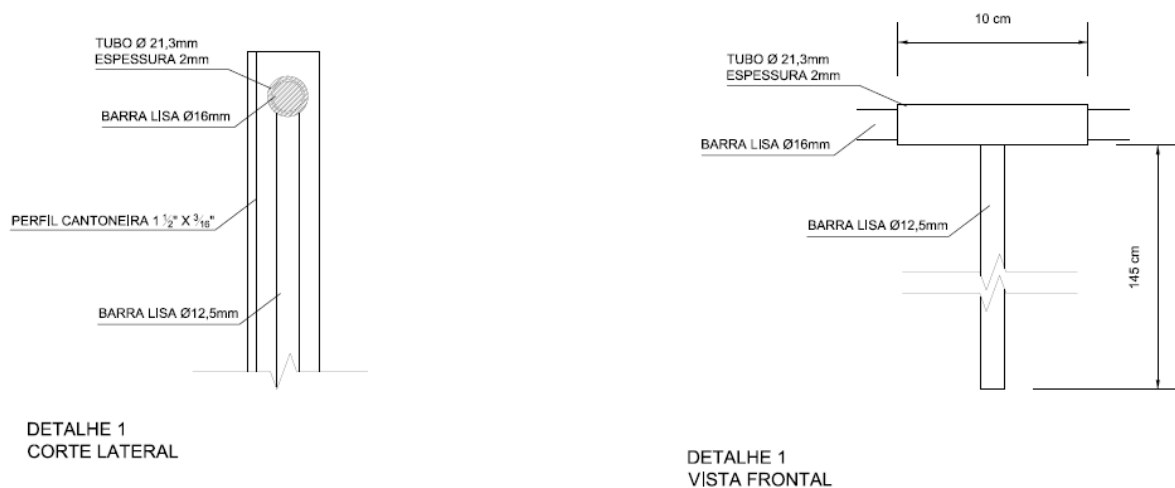 TUBO Ø 21,3mm
ESPESSURA 2mm
BARRA LISA Ø16mm
PERFIL CANTONEIRA 1 ½" X 3/16"
BARRA LISA Ø12,5mm
DETALHE 1
CORTE LATERAL
10 cm
TUBO Ø 21,3mm
ESPESSURA 2mm
BARRA LISA Ø16mm
BARRA LISA Ø12,5mm
145 cm
DETALHE 1
VISTA FRONTAL